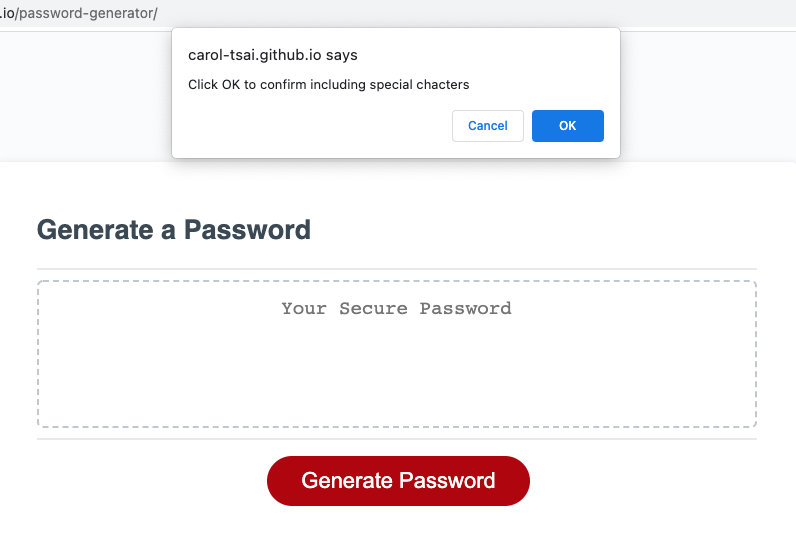 .io/password-generator/
carol-tsai.github.io says
Click OK to confirm including special chacters
Cancel
OK
Generate a Password
Your Secure Password
Generate Password